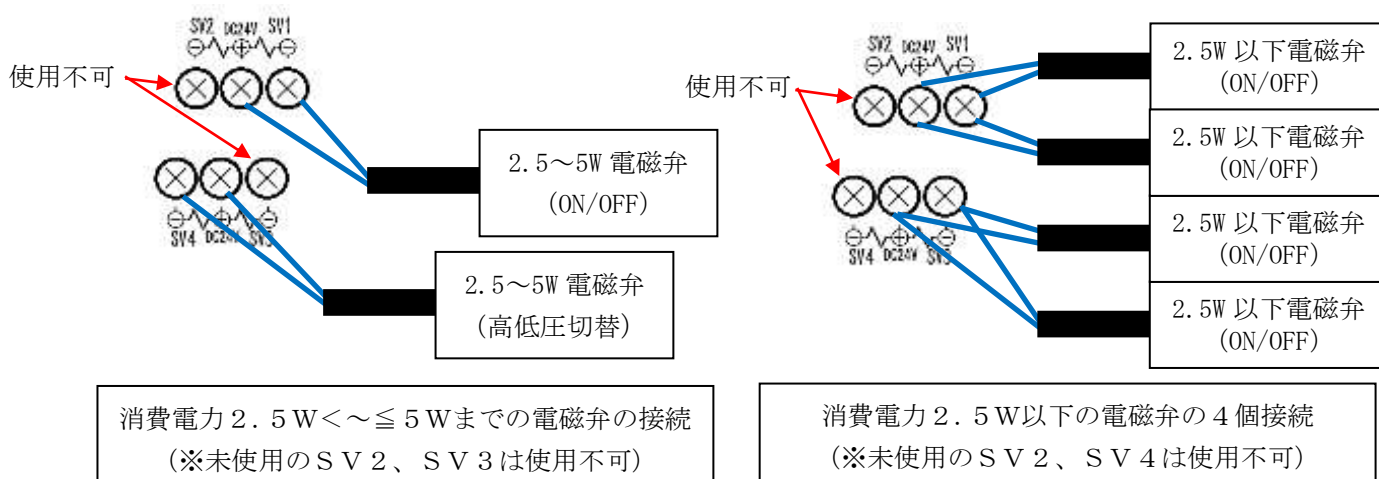 SV2 DC24V SV1
使用不可
2.5～5W 電磁弁
(ON/OFF)
SV4 DC24V SV3
2.5～5W 電磁弁
(高低圧切替)
消費電力２.５Ｗ＜～≦５Ｗまでの電磁弁の接続
(※未使用のＳＶ２、ＳＶ３は使用不可)
SV2 DC24V SV1
使用不可
2.5W 以下電磁弁
(ON/OFF)
2.5W 以下電磁弁
(ON/OFF)
SV4 DC24V SV3
2.5W 以下電磁弁
(ON/OFF)
2.5W 以下電磁弁
(ON/OFF)
消費電力２.５Ｗ以下の電磁弁の４個接続
(※未使用のＳＶ２、ＳＶ４は使用不可)